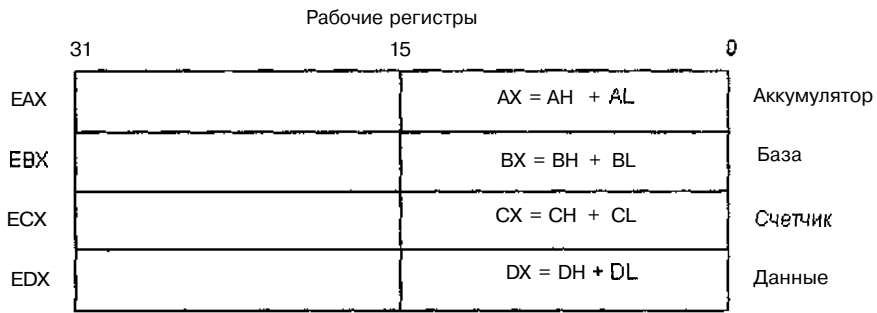 Рабочие регистры
31 15 0
EAX AX = AH + AL Аккумулятор
EBX BX = BH + BL База
ECX CX = CH + CL Счетчик
EDX DX = DH + DL Данные